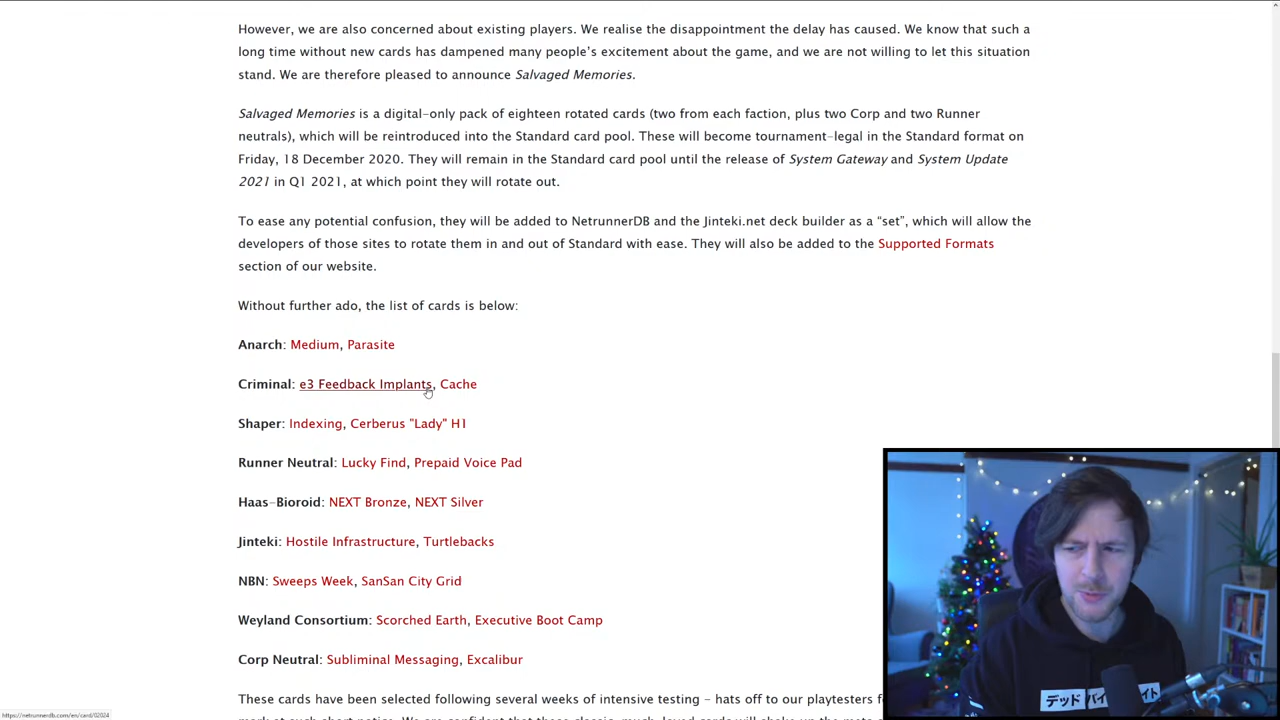 However, we are also concerned about existing players. We realise the disappointment the delay has caused. We know that such a
long time without new cards has dampened many people's excitement about the game, and we are not willing to let this situation
stand. We are therefore pleased to announce Salvaged Memories.
Salvaged Memories is a digital-only pack of eighteen rotated cards (two from each faction, plus two Corp and two Runner
neutrals), which will be reintroduced into the Standard card pool. These will become tournament-legal in the Standard format on
Friday, 18 December 2020. They will remain in the Standard card pool until the release of System Gateway and System Update
2021 in Q1 2021, at which point they will rotate out.
To ease any potential confusion, they will be added to NetrunnerDB and the Jinteki.net deck builder as a “set”, which will allow the
developers of those sites to rotate them in and out of Standard with ease. They will also be added to the Supported Formats
section of our website.
Without further ado, the list of cards is below:
Anarch: Medium, Parasite
Criminal: e3 Feedback Implants, Cache
Shaper: Indexing, Cerberus "Lady" H1
Runner Neutral: Lucky Find, Prepaid Voice Pad
Haas-Bioroid: NEXT Bronze, NEXT Silver
Jinteki: Hostile Infrastructure, Turtlebacks
NBN: Sweeps Week, SanSan City Grid
Weyland Consortium: Scorched Earth, Executive Boot Camp
Corp Neutral: Subliminal Messaging, Excalibur
These cards have been selected following several weeks of intensive testing – hats off to our playtesters
https://netrunnerdb.com/en/card/02024
デッド バイ